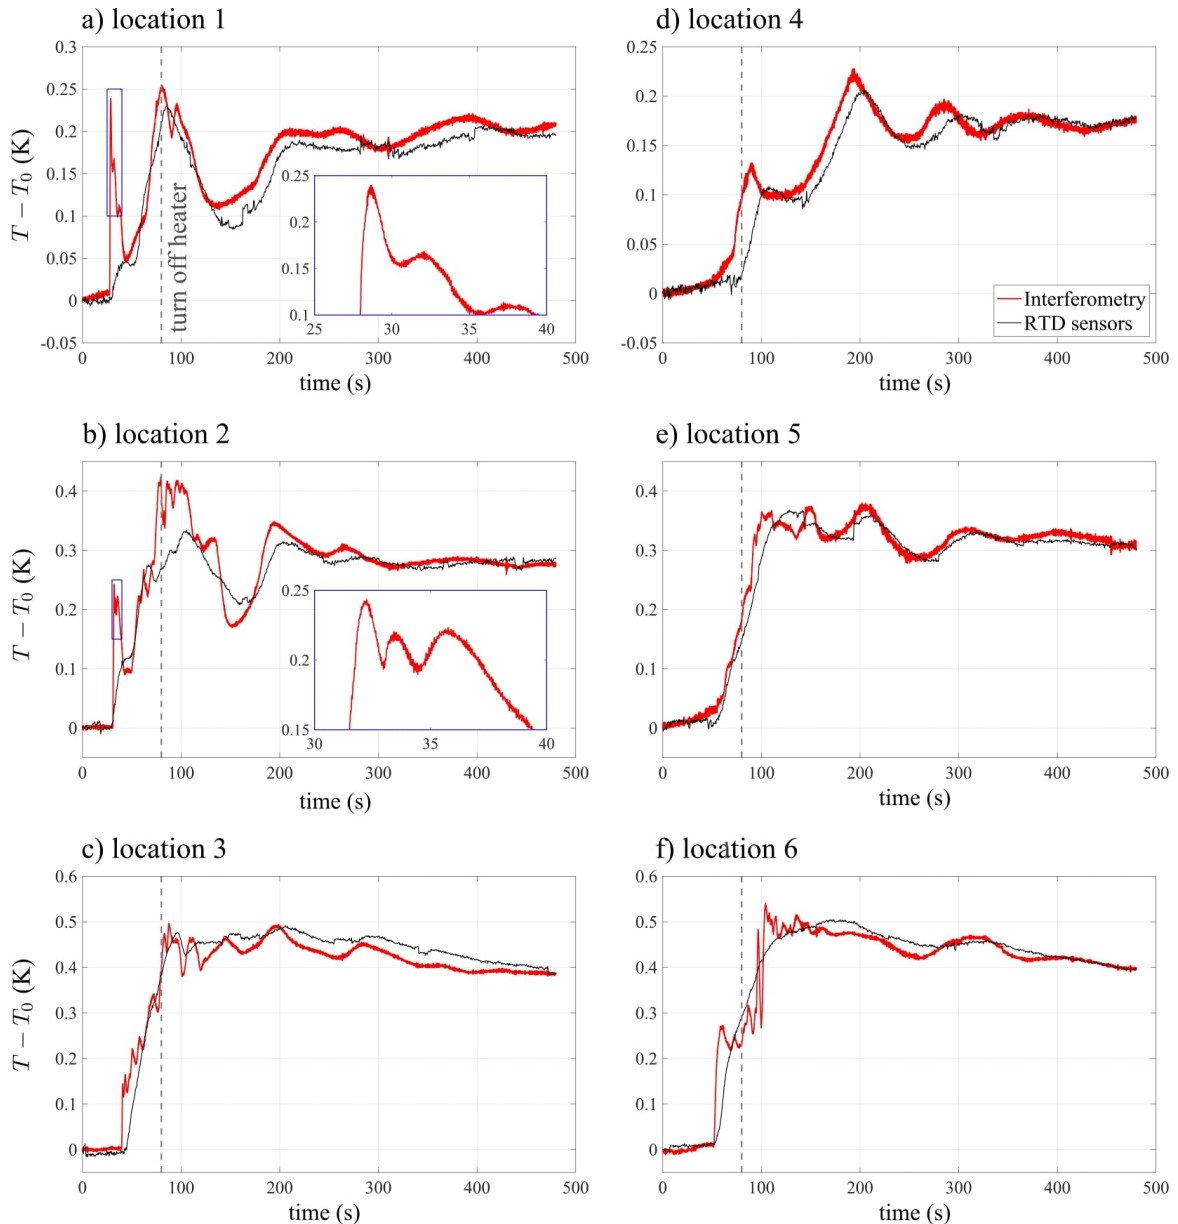 a) location 1
T − T0 (K)
0.3
0.25
0.2
0.15
0.1
0.05
0
-0.05
0 100 200 300 400 500
time (s)
turn off heater
0.25
0.2
0.15
0.1
25 30 35 40
d) location 4
0.25
0.2
0.15
0.1
0.05
0
-0.05
0 100 200 300 400 500
time (s)
Interferometry
RTD sensors
b) location 2
T − T0 (K)
0.4
0.3
0.2
0.1
0
0 100 200 300 400 500
time (s)
0.25
0.2
0.15
30 35 40
e) location 5
0.4
0.3
0.2
0.1
0
0 100 200 300 400 500
time (s)
c) location 3
T − T0 (K)
0.6
0.5
0.4
0.3
0.2
0.1
0
0 100 200 300 400 500
time (s)
f) location 6
0.6
0.5
0.4
0.3
0.2
0.1
0
0 100 200 300 400 500
time (s)